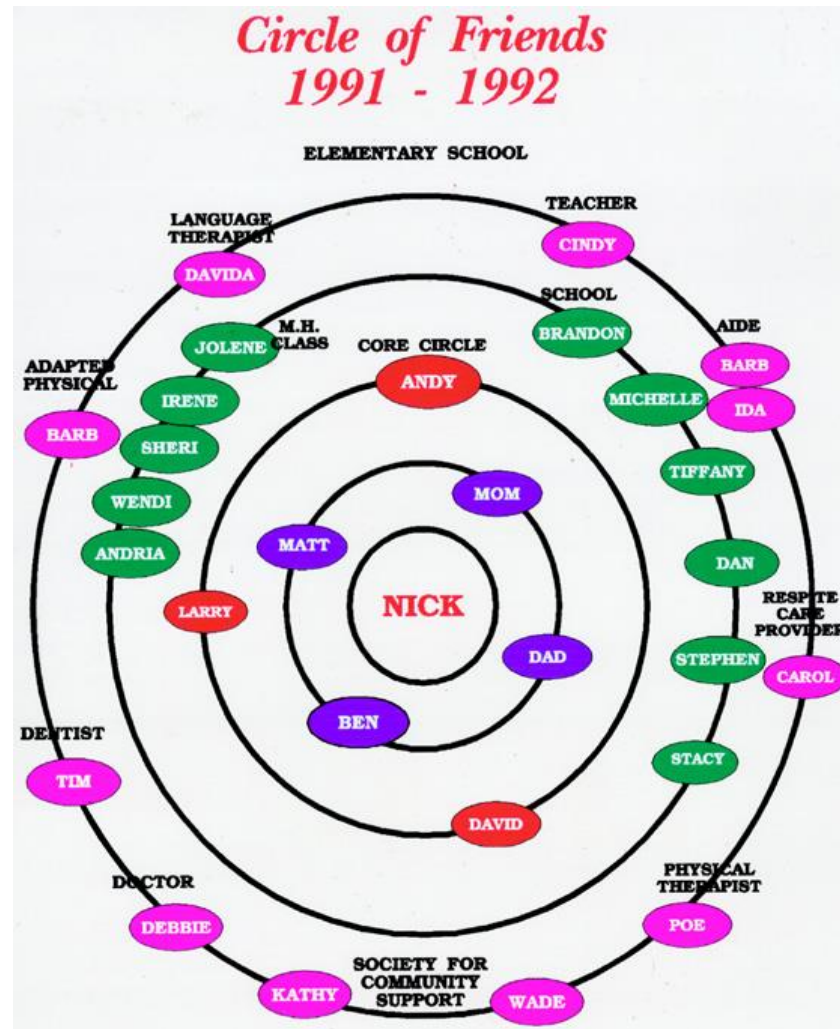 Circle of Friends
1991 - 1992
ELEMENTARY SCHOOL
TEACHER
CINDY
LANGUAGE
THERAPIST
DAVIDA
SCHOOL
BRANDON
AIDE
BARB
IDA
M.H.
CLASS
JOLENE
CORE CIRCLE
ANDY
ADAPTED
PHYSICAL
BARB
IRENE
SHERI
WENDI
ANDRIA
MICHELLE
TIFFANY
DAN
MOM
MATT
NICK
LARRY
DAD
BEN
RESPITE
CARE
PROVIDER
CAROL
STEPHEN
STACY
DAVID
DENTIST
TIM
DOCTOR
DEBBIE
PHYSICAL
THERAPIST
POE
KATHY
SOCIETY FOR
COMMUNITY
SUPPORT
WADE